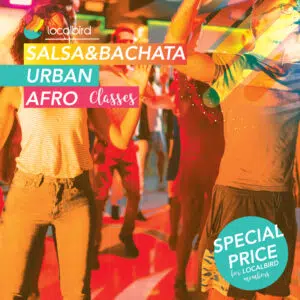 localbird
SALSA&BACHATA
URBAN
AFRO Classes
SPECIAL
PRICE
for LOCALBIRD
members